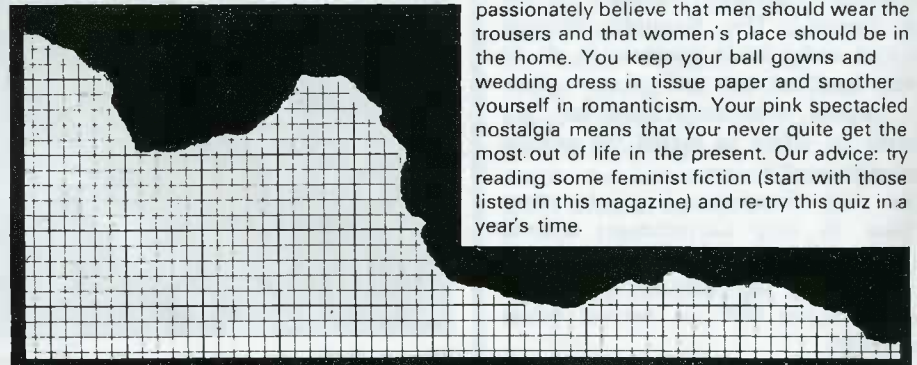 passionately believe that men should wear the
trousers and that women's place should be in
the home. You keep your ball gowns and
wedding dress in tissue paper and smother
yourself in romanticism. Your pink spectacled
nostalgia means that you never quite get the
most out of life in the present. Our advice: try
reading some feminist fiction (start with those
listed in this magazine) and re-try this quiz in a
year's time.